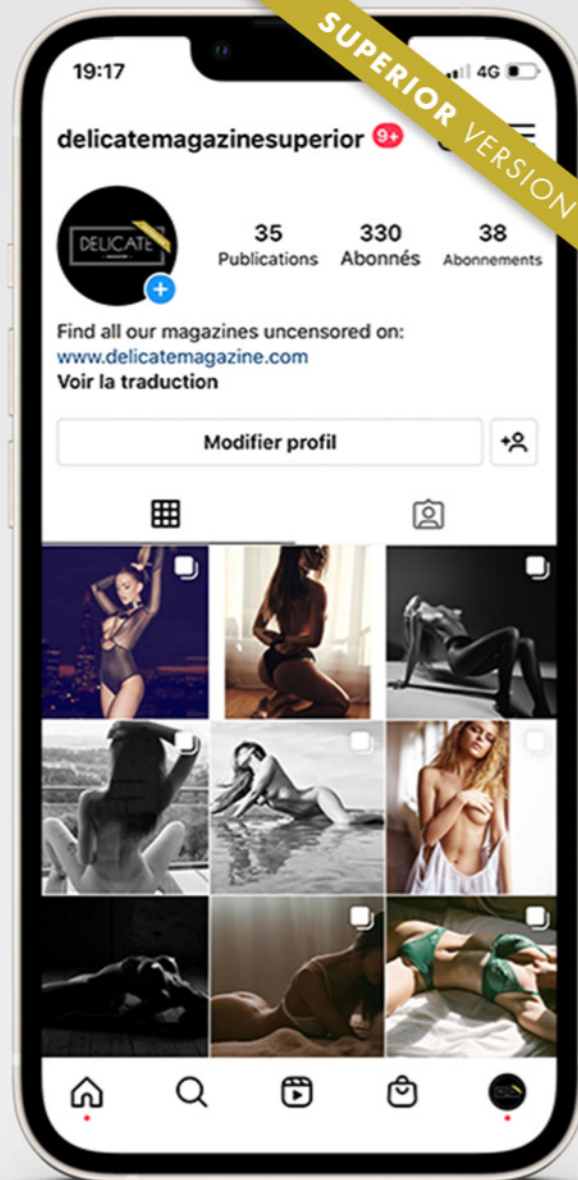 SUPERIOR VERSION
19:17
4G
delicatemagazinesuperior 9+
DELICATE
35
Publications
330
Abonnés
38
Abonnements
Find all our magazines uncensored on:
www.delicatemagazine.com
Voir la traduction
Modifier profil